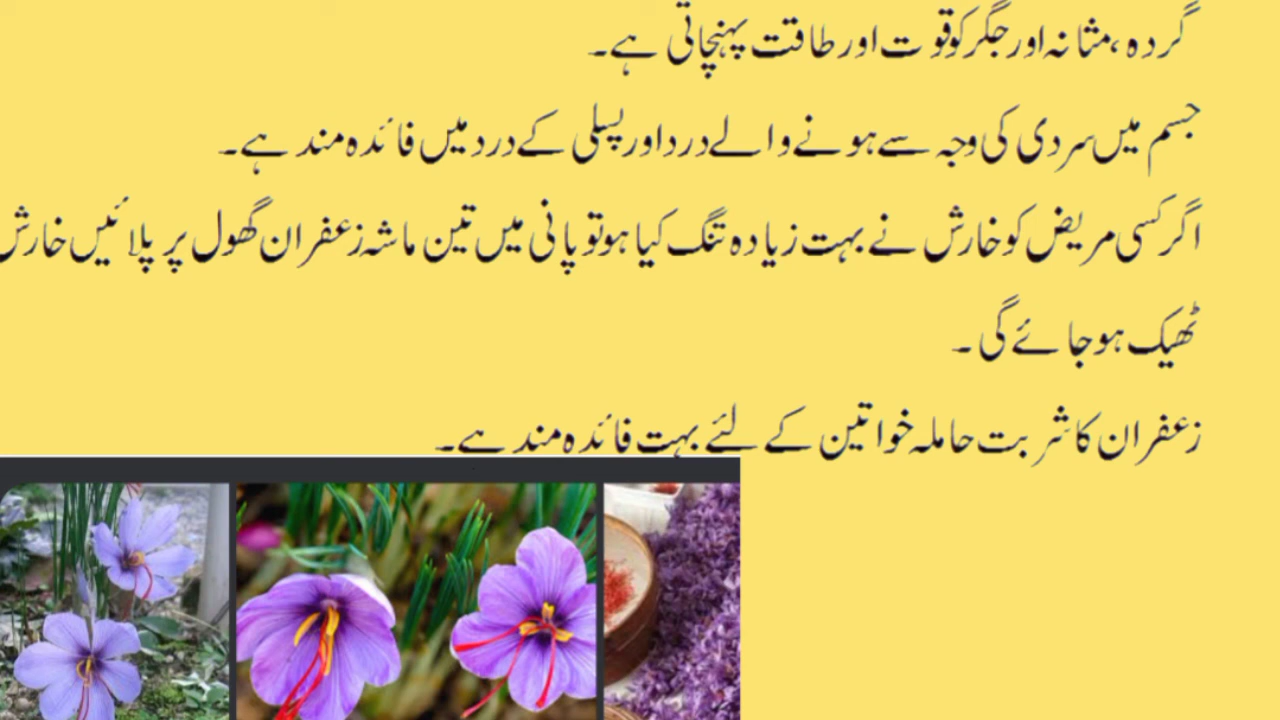 گردہ ،مثانہ اور جگر کو قوت اور طاقت پہنچاتی ہے۔
جسم میں سردی کی وجہ سے ہونے والے درد اور پسلی کے درد میں فائدہ مند ہے۔
اگر کسی مریض کو خارش نے بہت زیادہ تنگ کیا ہو تو پانی میں تین ماشہ زعفران گھول پر پلائیں خارش
ٹھیک ہو جائے گی ۔
زعفران کا شربت حاملہ خواتین کے لئے بہت فائدہ مند ہے۔